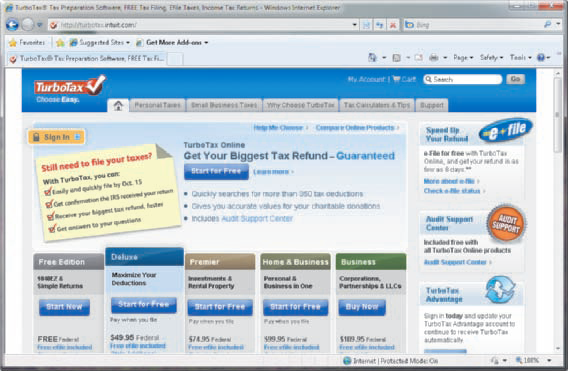 TurboTax® Tax Preparation Software, FREE Tax Filing, Efile Taxes, Income Tax Returns - Windows Internet Explorer
http://turbotax.intuit.com/
Bing
Favorites Suggested Sites Get More Add-ons
TurboTax® Tax Preparation Software, FREE Tax Fi...
Page Safety Tools
TurboTax
Choose Easy.
My Account | Cart Search Go
Personal Taxes Small Business Taxes Why Choose TurboTax Tax Calculators & Tips Support
Sign In
Help Me Choose Compare Online Products
Still need to file your taxes?
With TurboTax, you can:
Easily and quickly file by Oct. 15
Get confirmation the IRS received your return
Receive your biggest tax refund, faster
Get answers to your questions
TurboTax Online
Get Your Biggest Tax Refund – Guaranteed
Start for Free Learn more
Quickly searches for more than 350 tax deductions
Gives you accurate values for your charitable donations
Includes Audit Support Center
Speed Up
Your Refund
e-file
e-File for free with TurboTax
Online, and get your refund in as
few as 8 days.**
More about e-file
Check e-file status
Audit Support
Center
AUDIT
SUPPORT
Included free with
all TurboTax Online products
Audit Support Center
TurboTax
Advantage
Sign in today and update your
TurboTax Advantage account to
continue to receive TurboTax
automatically.
Free Edition
1040EZ &
Simple Returns
Start Now
FREE Federal
Free efile included
Deluxe
Maximize Your
Deductions
Start for Free
Pay when you file
$49.95 Federal
Free efile included
Premier
Investments &
Rental Property
Start for Free
Pay when you file
$74.95 Federal
Free efile included
Home & Business
Personal &
Business in One
Start for Free
Pay when you file
$99.95 Federal
Free efile included
Business
Corporations,
Partnerships & LLCs
Buy Now
$109.95 Federal
Free efile included
Internet | Protected Mode: On
100%